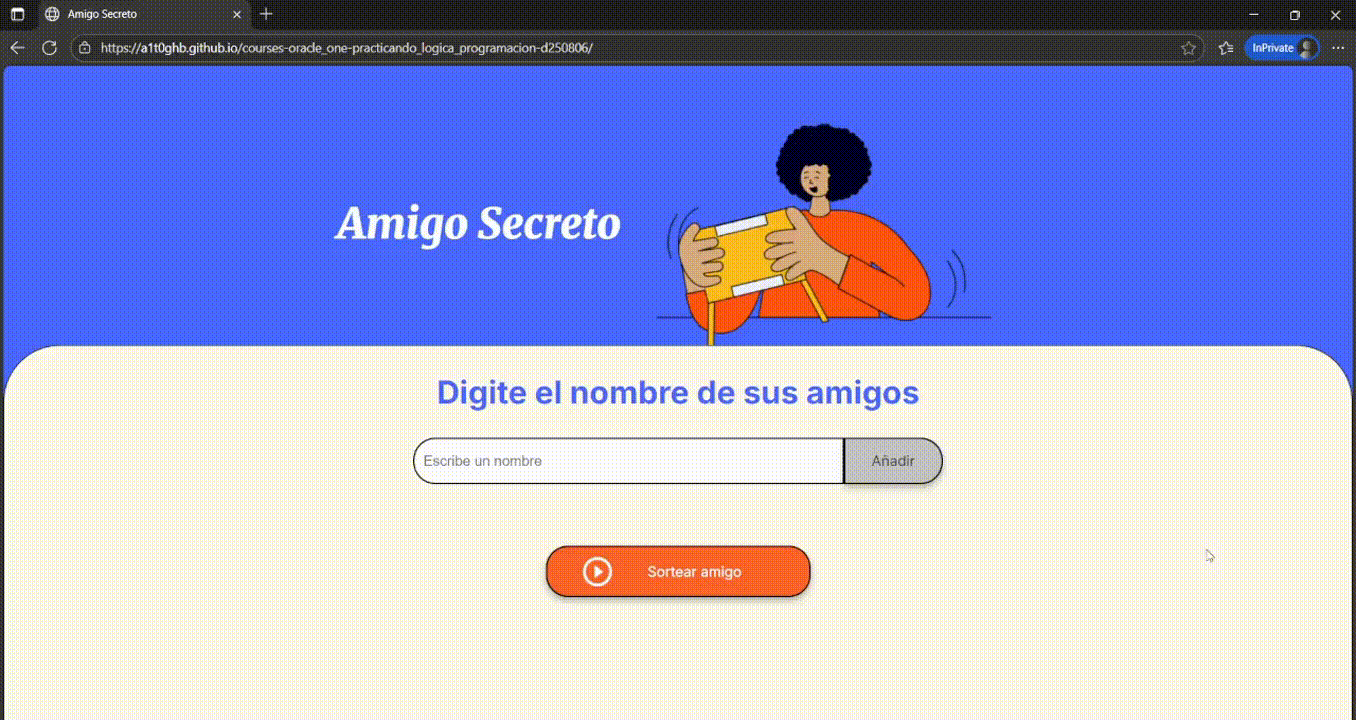 Amigo Secreto
https://a1t0ghb.github.io/courses-oracle_one-practicando_logica_programacion-d250806/
InPrivate
Amigo Secreto
Digite el nombre de sus amigos
Escribe un nombre
Añadir
Sortear amigo